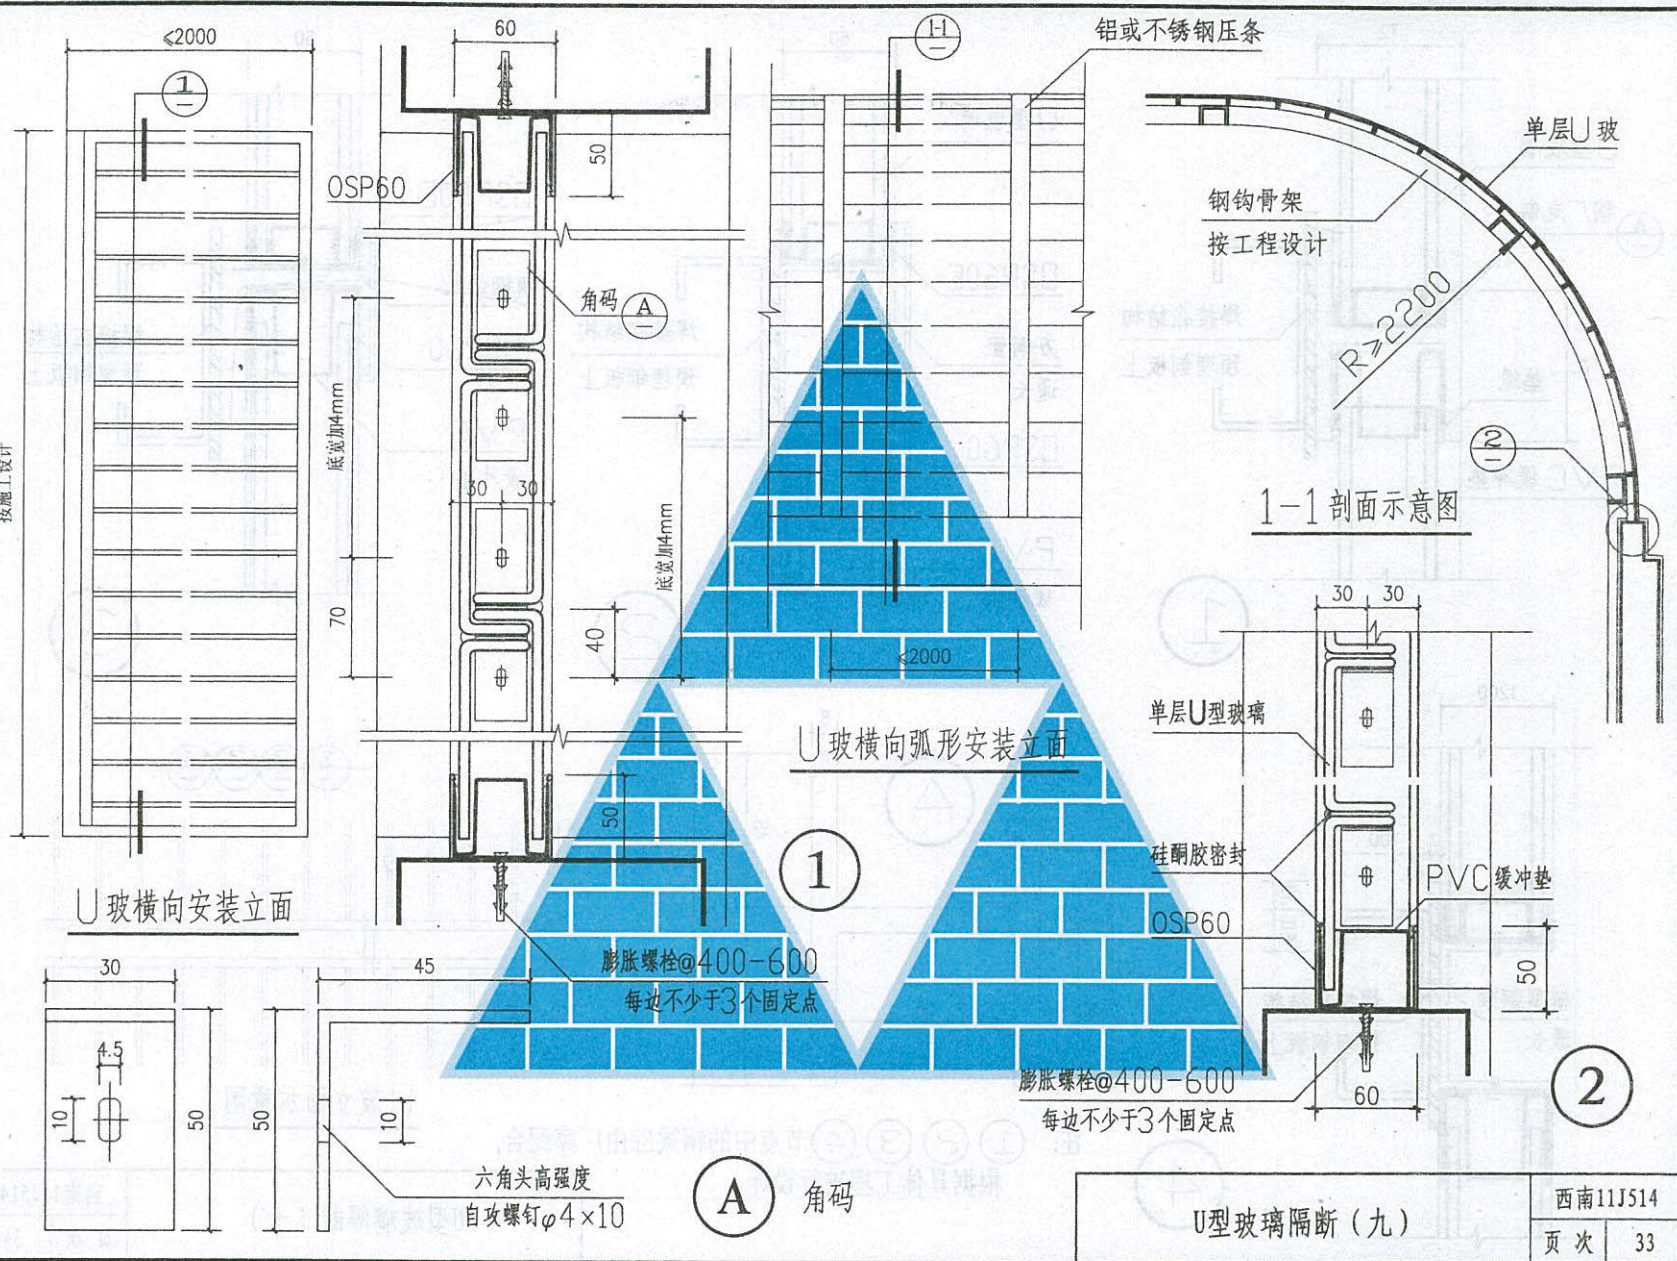 ≤2000
1
按施工设计
U玻横向安装立面
60
50
OSP60
角码 A
底宽加4mm
30 30
70
40
底宽加4mm
50
膨胀螺栓@400-600
每边不少于3个固定点
1
1-1
铝或不锈钢压条
≤2000
U玻横向弧形安装立面
单层U玻
钢钩骨架
按工程设计
R≥2200
2
1-1剖面示意图
30 30
单层U型玻璃
硅酮胶密封
PVC缓冲垫
OSP60
50
膨胀螺栓@400-600
每边不少于3个固定点
60
2
30
4.5
10
50
45
50
10
六角头高强度
自攻螺钉φ4×10
A 角码
U型玻璃隔断（九）
西南11J514
页次 33